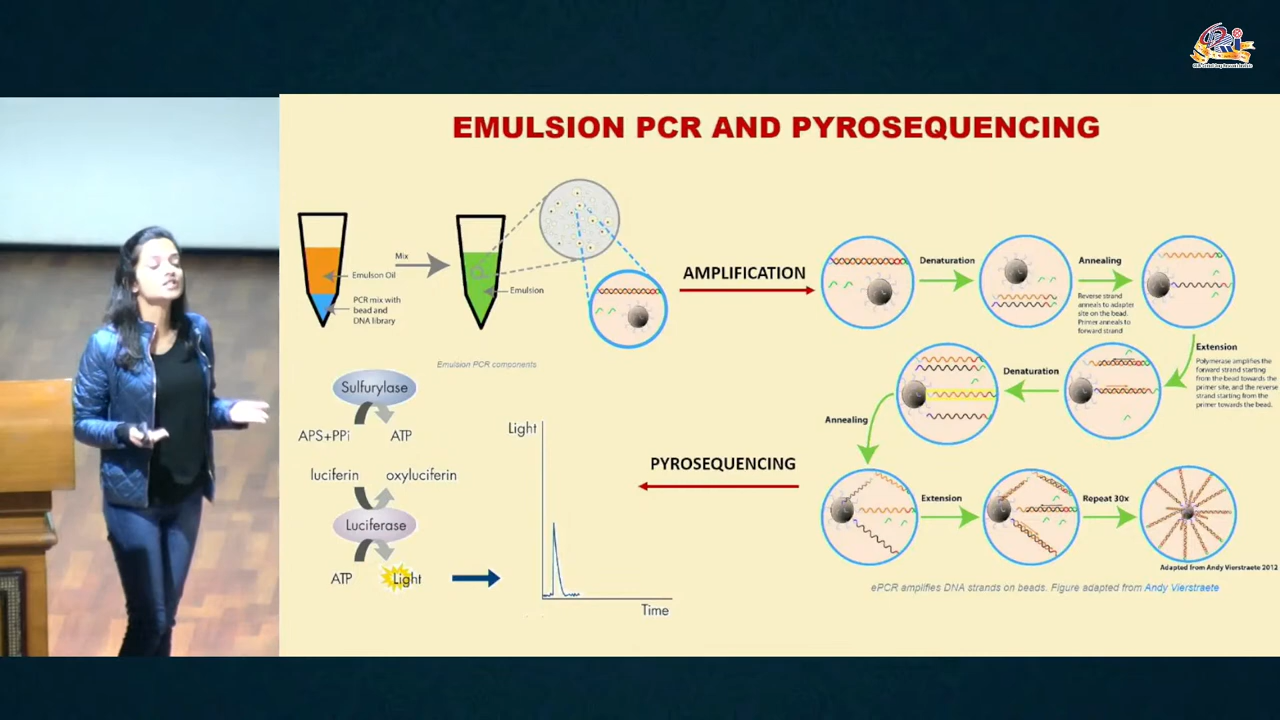 EMULSION PCR AND PYROSEQUENCING
Mix
Emulson Oil
PCR mix with
bead and
DNA library
Emulsion
Emulsion PCR components
AMPLIFICATION
Denaturation
Annealing
Reverse strand
anneals to adapter
site on the bead.
Primer anneals to
forward strand
Extension
Polymerase amplifies the
forward strand starting
from the bead towards the
primer site, and the reverse
strand starting from the
primer towards the bead.
Denaturation
Annealing
Extension
Repeat 30x
Adapted from Andy Vierstraete 2012
ePCR amplifies DNA strands on beads. Figure adapted from Andy Vierstraete
PYROSEQUENCING
Sulfurylase
APS+PPi
ATP
luciferin
oxyluciferin
Luciferase
ATP
Light
Light
Time